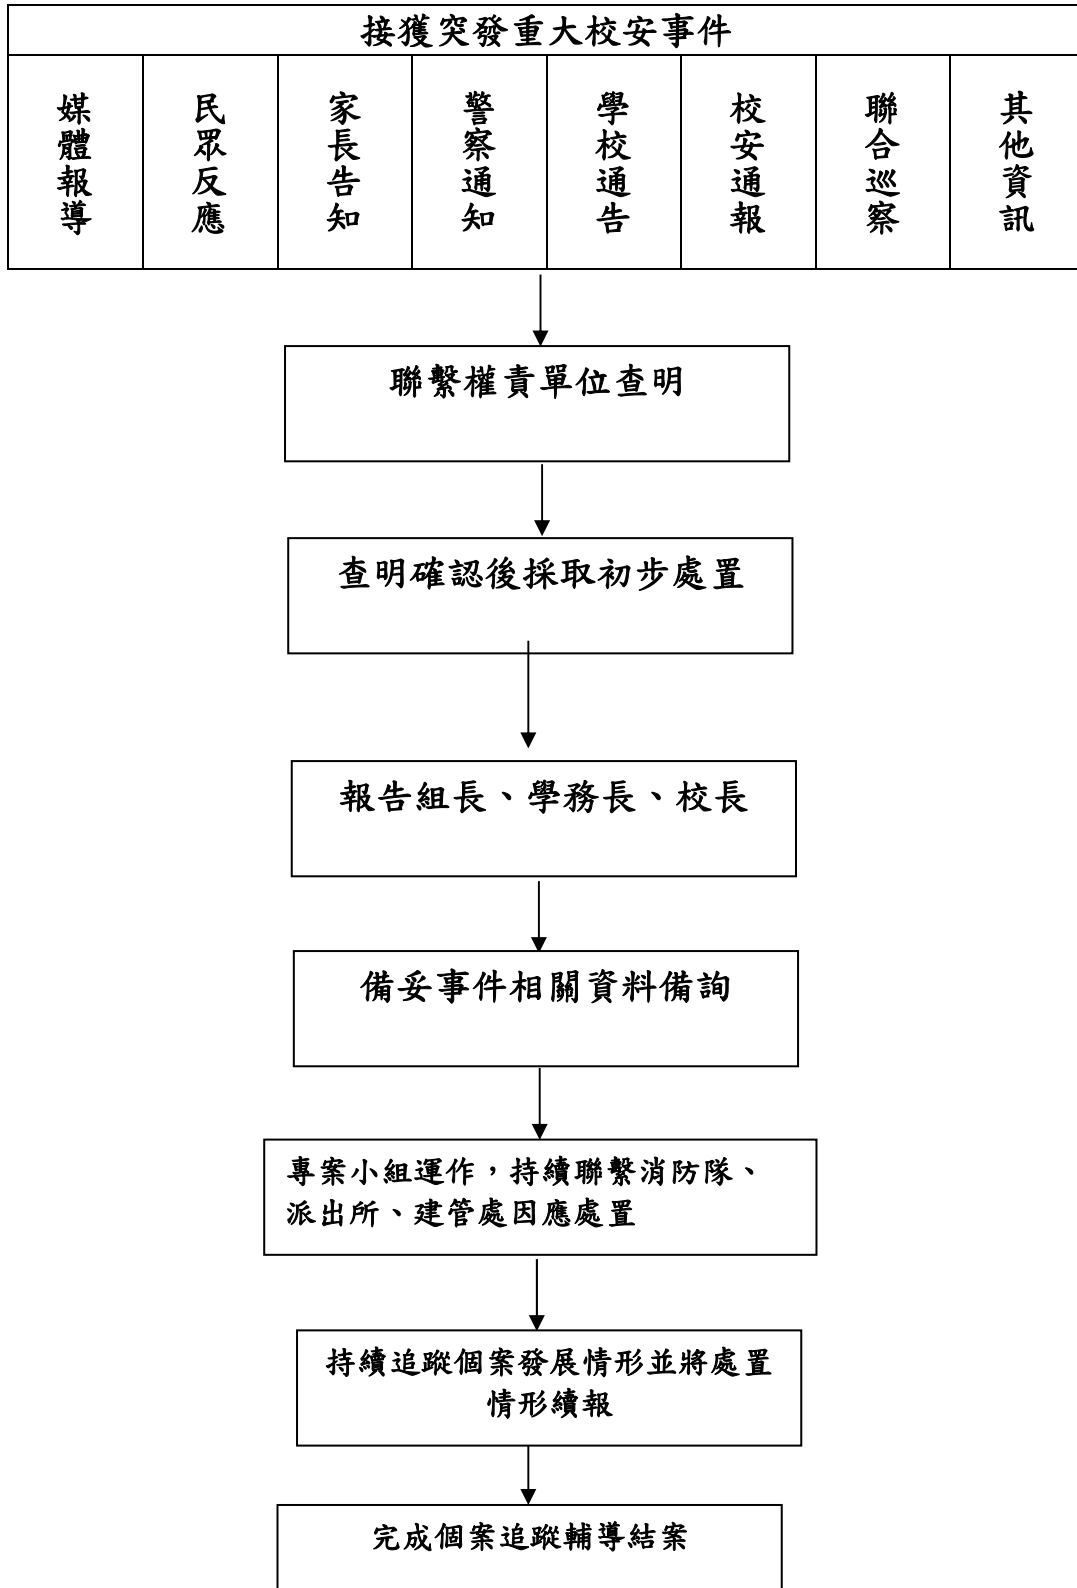 接獲突發重大校安事件
媒體報導
民眾反應
家長告知
警察通知
學校通告
校安通報
聯合巡察
其他資訊
聯繫權責單位查明
查明確認後採取初步處置
報告組長、學務長、校長
備妥事件相關資料備詢
專案小組運作，持續聯繫消防隊、
派出所、建管處因應處置
持續追蹤個案發展情形並將處置
情形續報
完成個案追蹤輔導結案